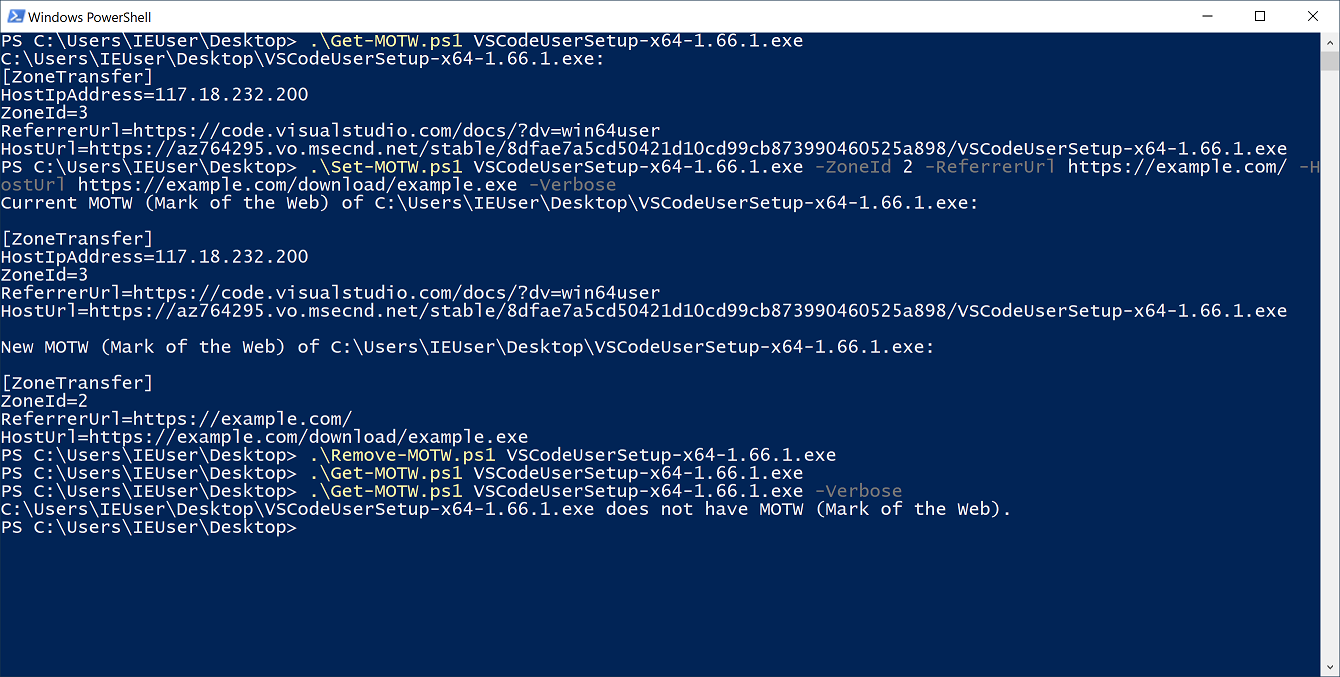 Windows PowerShell
PS C:\Users\IEUser\Desktop> .\Get-MOTW.ps1 VSCodeUserSetup-x64-1.66.1.exe
C:\Users\IEUser\Desktop\VSCodeUserSetup-x64-1.66.1.exe:
[ZoneTransfer]
HostIpAddress=117.18.232.200
ZoneId=3
ReferrerUrl=https://code.visualstudio.com/docs/?dv=win64user
HostUrl=https://az764295.vo.msecnd.net/stable/8dfae7a5cd50421d10cd99cb873990460525a898/VSCodeUserSetup-x64-1.66.1.exe
PS C:\Users\IEUser\Desktop> .\Set-MOTW.ps1 VSCodeUserSetup-x64-1.66.1.exe -ZoneId 2 -ReferrerUrl https://example.com/ -H
ostUrl https://example.com/download/example.exe -Verbose
Current MOTW (Mark of the Web) of C:\Users\IEUser\Desktop\VSCodeUserSetup-x64-1.66.1.exe:
[ZoneTransfer]
HostIpAddress=117.18.232.200
ZoneId=3
ReferrerUrl=https://code.visualstudio.com/docs/?dv=win64user
HostUrl=https://az764295.vo.msecnd.net/stable/8dfae7a5cd50421d10cd99cb873990460525a898/VSCodeUserSetup-x64-1.66.1.exe
New MOTW (Mark of the Web) of C:\Users\IEUser\Desktop\VSCodeUserSetup-x64-1.66.1.exe:
[ZoneTransfer]
ZoneId=2
ReferrerUrl=https://example.com/
HostUrl=https://example.com/download/example.exe
PS C:\Users\IEUser\Desktop> .\Remove-MOTW.ps1 VSCodeUserSetup-x64-1.66.1.exe
PS C:\Users\IEUser\Desktop> .\Get-MOTW.ps1 VSCodeUserSetup-x64-1.66.1.exe
PS C:\Users\IEUser\Desktop> .\Get-MOTW.ps1 VSCodeUserSetup-x64-1.66.1.exe -Verbose
C:\Users\IEUser\Desktop\VSCodeUserSetup-x64-1.66.1.exe does not have MOTW (Mark of the Web).
PS C:\Users\IEUser\Desktop>